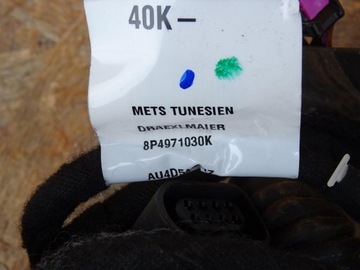 40K-
METS TUNESIEN
DRAEXLMAIER
8P4971030K